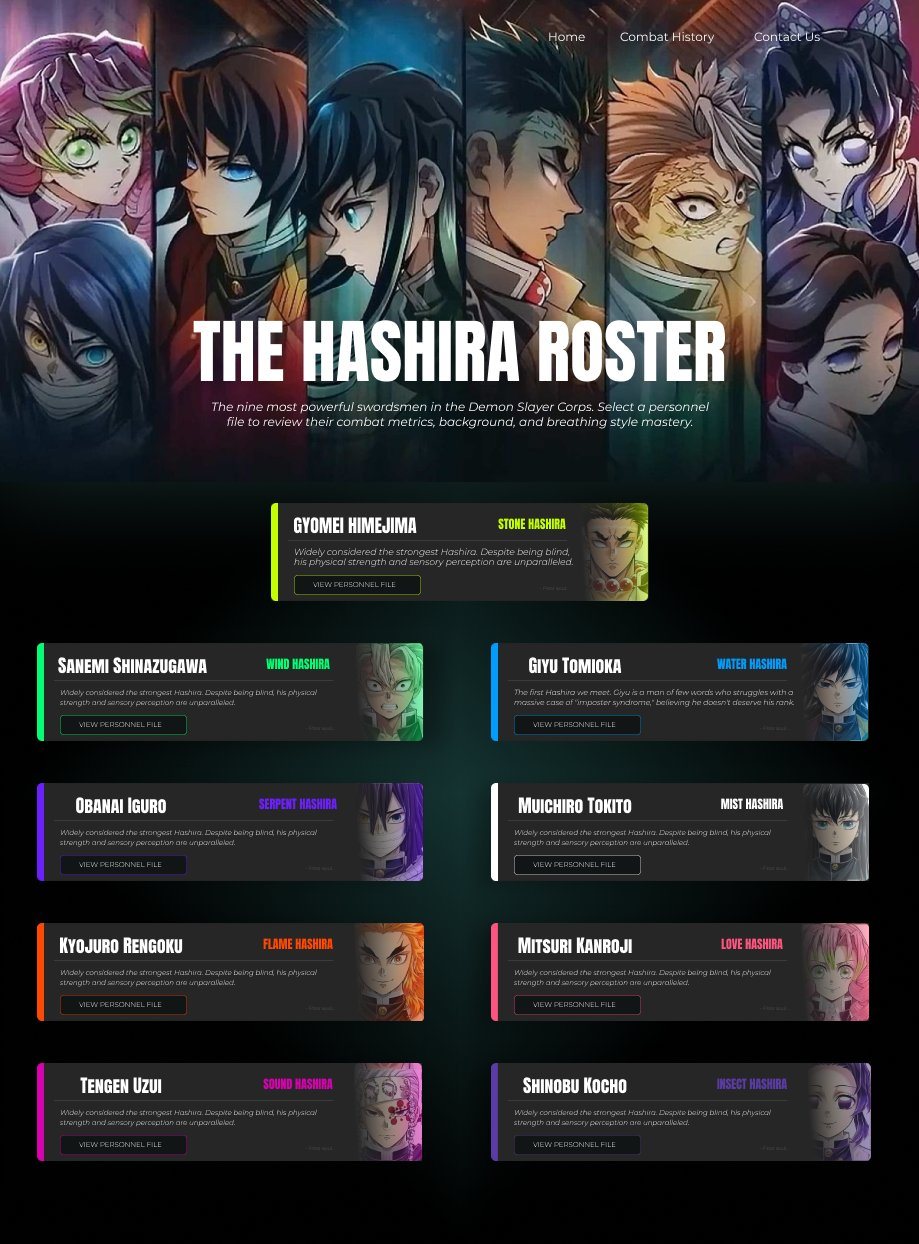 Home Combat History Contact Us
THE HASHIRA ROSTER
The nine most powerful swordsmen in the Demon Slayer Corps. Select a personnel
file to review their combat metrics, background, and breathing style mastery.
GYOMEI HIMEJIMA STONE HASHIRA
Widely considered the strongest Hashira. Despite being blind,
his physical strength and sensory perception are unparalleled.
VIEW PERSONNEL FILE
SANEMI SHINAZUGAWA WIND HASHIRA
Widely considered the strongest Hashira. Despite being blind, his physical
strength and sensory perception are unparalleled.
VIEW PERSONNEL FILE
GIYU TOMIOKA WATER HASHIRA
The first Hashira we meet. Giyu is a man of few words who struggles with a
massive case of "imposter syndrome," believing he doesn't deserve his rank.
VIEW PERSONNEL FILE
OBANAI IGURO SERPENT HASHIRA
Widely considered the strongest Hashira. Despite being blind, his physical
strength and sensory perception are unparalleled.
VIEW PERSONNEL FILE
MUICHIRO TOKITO MIST HASHIRA
Widely considered the strongest Hashira. Despite being blind, his physical
strength and sensory perception are unparalleled.
VIEW PERSONNEL FILE
KYOJURO RENGOKU FLAME HASHIRA
Widely considered the strongest Hashira. Despite being blind, his physical
strength and sensory perception are unparalleled.
VIEW PERSONNEL FILE
MITSURI KANROJI LOVE HASHIRA
Widely considered the strongest Hashira. Despite being blind, his physical
strength and sensory perception are unparalleled.
VIEW PERSONNEL FILE
TENGEN UZUI SOUND HASHIRA
Widely considered the strongest Hashira. Despite being blind, his physical
strength and sensory perception are unparalleled.
VIEW PERSONNEL FILE
SHINOBU KOCHO INSECT HASHIRA
Widely considered the strongest Hashira. Despite being blind, his physical
strength and sensory perception are unparalleled.
VIEW PERSONNEL FILE